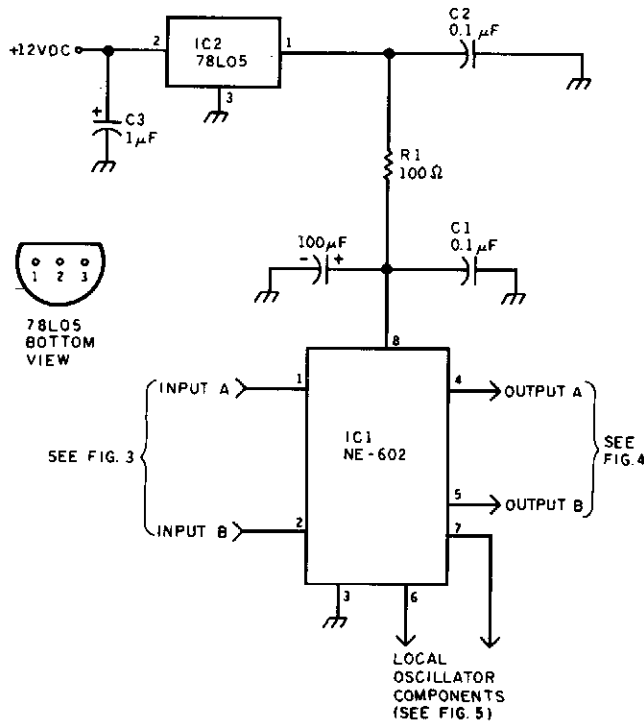 +12VDC
2
IC2
78L05
1
3
C2
0.1µF
+
C3
1µF
R1
100Ω
1 2 3
78L05
BOTTOM
VIEW
100µF
- +
C1
0.1µF
8
INPUT A
1
IC1
NE-602
4
OUTPUT A
SEE FIG. 3
SEE
FIG. 4
INPUT B
2
5
OUTPUT B
7
3
6
LOCAL
OSCILLATOR
COMPONENTS
(SEE FIG. 5)